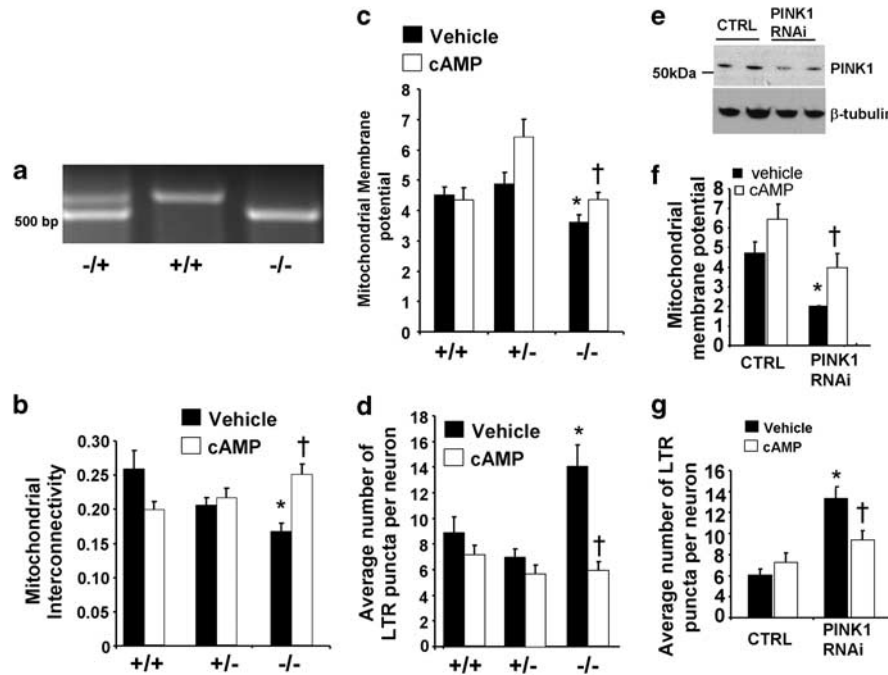 a
500 bp
-/+ +/+ -/-
b
Vehicle
cAMP
Mitochondrial
Interconnectivity
0.30
0.25
0.20
0.15
0.10
0.05
0.00
*
†
+/+ +/- -/-
c
Vehicle
cAMP
Mitochondrial Membrane
potential
8
7
6
5
4
3
2
1
0
*
†
+/+ +/- -/-
d
Vehicle
cAMP
Average number of
LTR puncta per neuron
18
16
14
12
10
8
6
4
2
0
*
†
+/+ +/- -/-
e
CTRL PINK1
RNAi
50kDa
PINK1
β-tubulin
f
vehicle
cAMP
Mitochondrial
membrane potential
8
7
6
5
4
3
2
1
0
*
†
CTRL PINK1
RNAi
g
Vehicle
cAMP
Average number of LTR
puncta per neuron
16
14
12
10
8
6
4
2
0
*
†
CTRL PINK1
RNAi